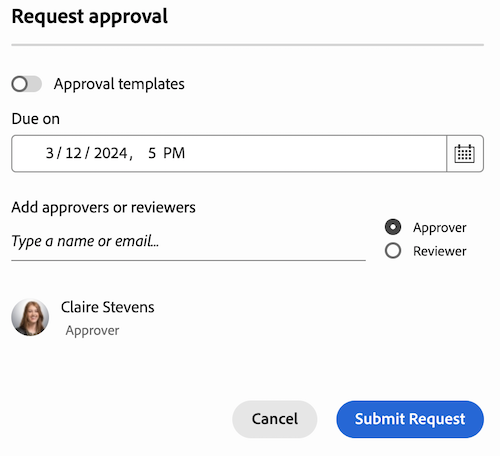 Request approval
Approval templates
Due on
3 / 12 / 2024, 5 PM
Add approvers or reviewers
Type a name or email...
Approver
Reviewer
Claire Stevens
Approver
Cancel
Submit Request